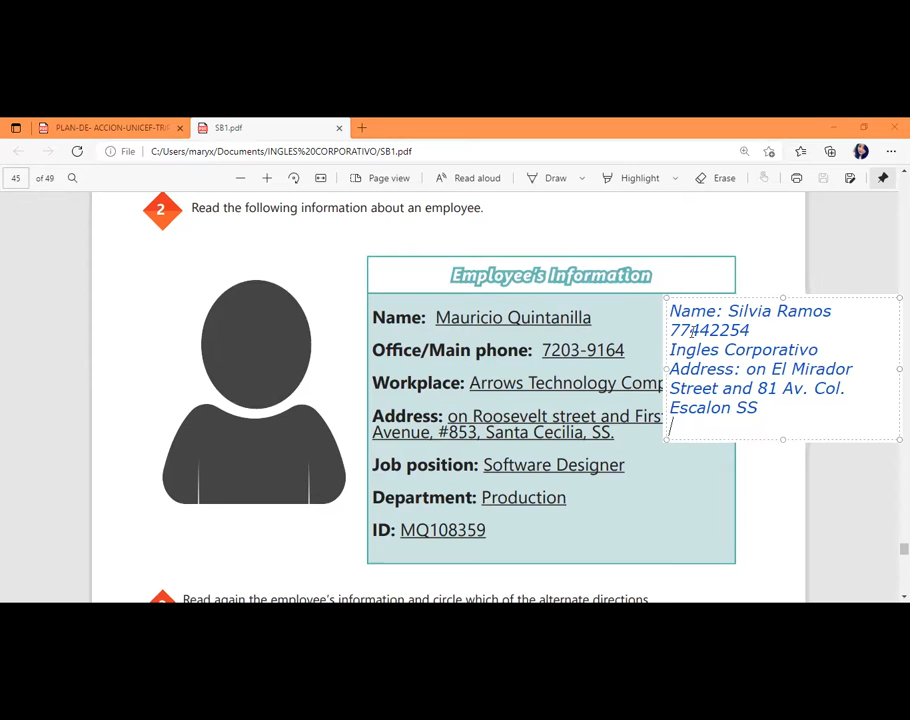 PLAN-DE- ACCION-UNICEF-TRI
SB1.pdf
File C:/Users/maryx/Documents/INGLES%20CORPORATIVO/SB1.pdf
45 of 49 Page view Read aloud Draw Highlight Erase
2 Read the following information about an employee.
Employee's Information
Name: Mauricio Quintanilla
Office/Main phone: 7203-9164
Workplace: Arrows Technology Comp
Address: on Roosevelt street and Firs
Avenue, #853, Santa Cecilia, SS.
Job position: Software Designer
Department: Production
ID: MQ108359
Name: Silvia Ramos
77442254
Ingles Corporativo
Address: on El Mirador
Street and 81 Av. Col.
Escalon SS
Read again the employee's information and circle which of the alternate directions